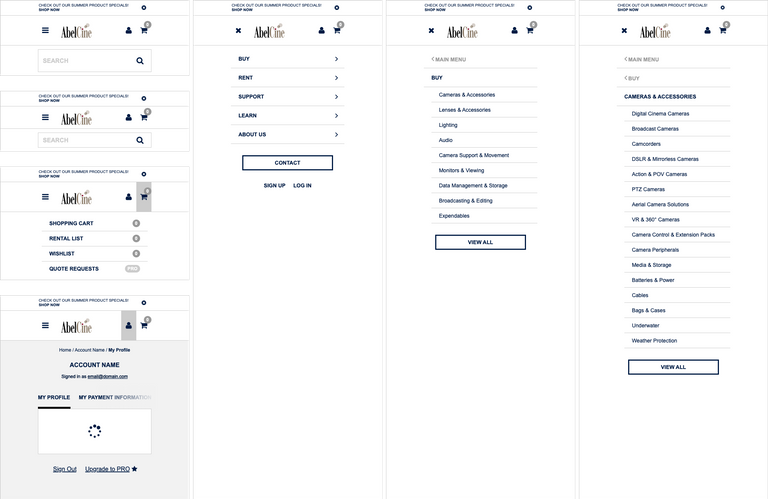 CHECK OUT OUR SUMMER PRODUCT SPECIALS!
SHOP NOW
AbelCine
0
SEARCH
CHECK OUT OUR SUMMER PRODUCT SPECIALS!
SHOP NOW
AbelCine
0
SEARCH
CHECK OUT OUR SUMMER PRODUCT SPECIALS!
SHOP NOW
AbelCine
0
SHOPPING CART 0
RENTAL LIST 0
WISHLIST 0
QUOTE REQUESTS PRO
CHECK OUT OUR SUMMER PRODUCT SPECIALS!
SHOP NOW
AbelCine
0
Home / Account Name / My Profile
ACCOUNT NAME
Signed in as email@domain.com
MY PROFILE MY PAYMENT INFORMATION
Sign Out Upgrade to PRO
CHECK OUT OUR SUMMER PRODUCT SPECIALS!
SHOP NOW
AbelCine
0
BUY
RENT
SUPPORT
LEARN
ABOUT US
CONTACT
SIGN UP LOG IN
CHECK OUT OUR SUMMER PRODUCT SPECIALS!
SHOP NOW
AbelCine
0
MAIN MENU
BUY
Cameras & Accessories
Lenses & Accessories
Lighting
Audio
Camera Support & Movement
Monitors & Viewing
Data Management & Storage
Broadcasting & Editing
Expendables
VIEW ALL
CHECK OUT OUR SUMMER PRODUCT SPECIALS!
SHOP NOW
AbelCine
0
MAIN MENU
BUY
CAMERAS & ACCESSORIES
Digital Cinema Cameras
Broadcast Cameras
Camcorders
DSLR & Mirrorless Cameras
Action & POV Cameras
PTZ Cameras
Aerial Camera Solutions
VR & 360° Cameras
Camera Control & Extension Packs
Camera Peripherals
Media & Storage
Batteries & Power
Cables
Bags & Cases
Underwater
Weather Protection
VIEW ALL